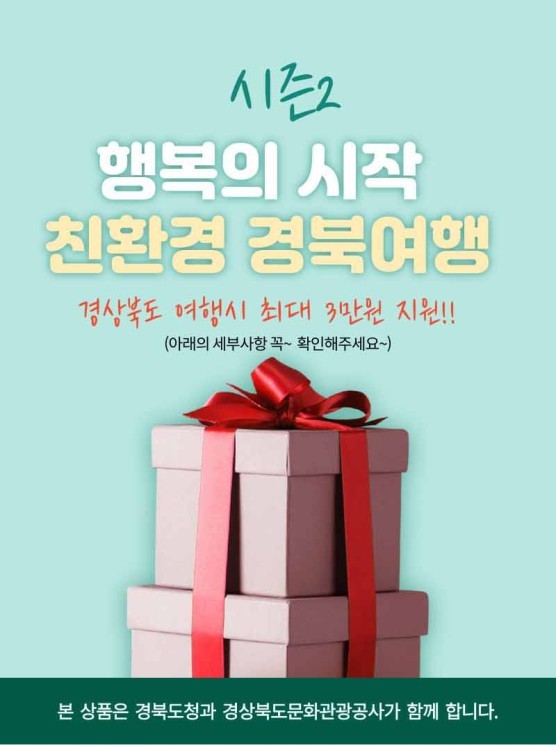 시즌2
행복의 시작
친환경 경북여행
경상북도 여행시 최대 3만원 지원!!
(아래의 세부사항 꼭~ 확인해주세요~)
본 상품은 경북도청과 경상북도문화관광공사가 함께 합니다.